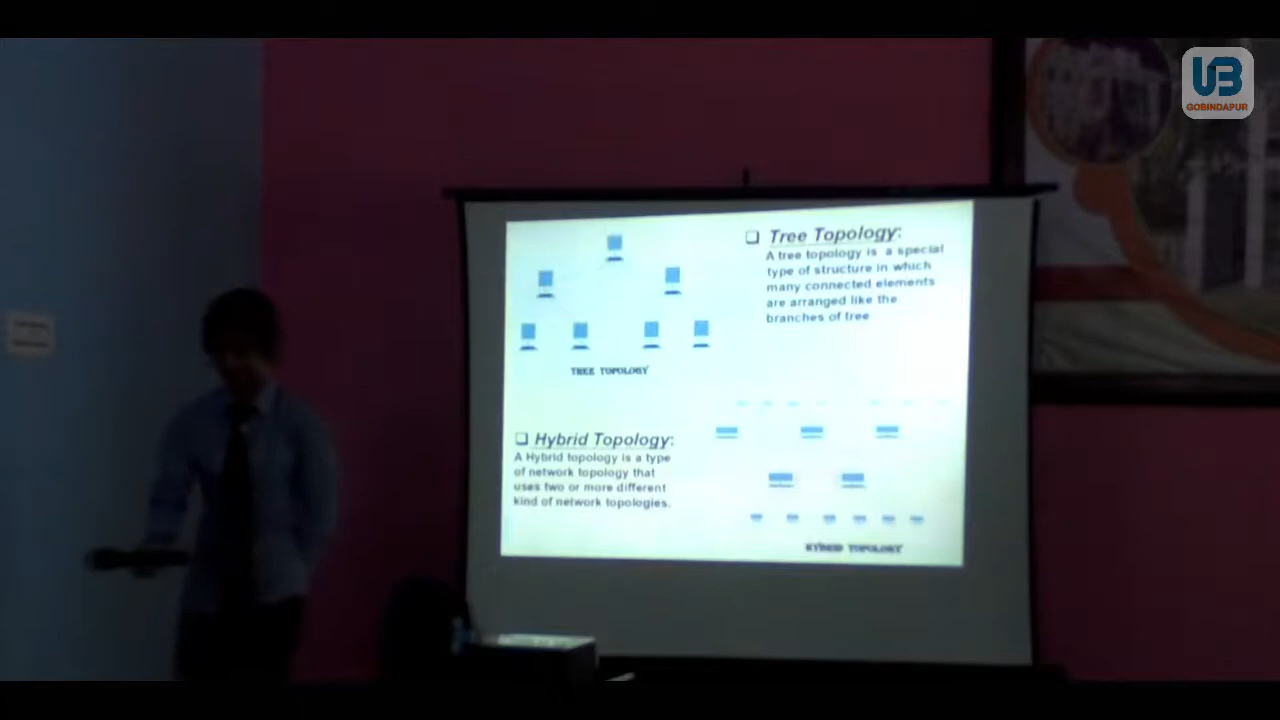 UB
GOBINDAPUR
Tree Topology:
A tree topology is a special
type of structure in which
many connected elements
are arranged like the
branches of tree
TREE TOPOLOGY
Hybrid Topology:
A Hybrid topology is a type
of network topology that
uses two or more different
kind of network topologies.
HYBRID TOPOLOGY